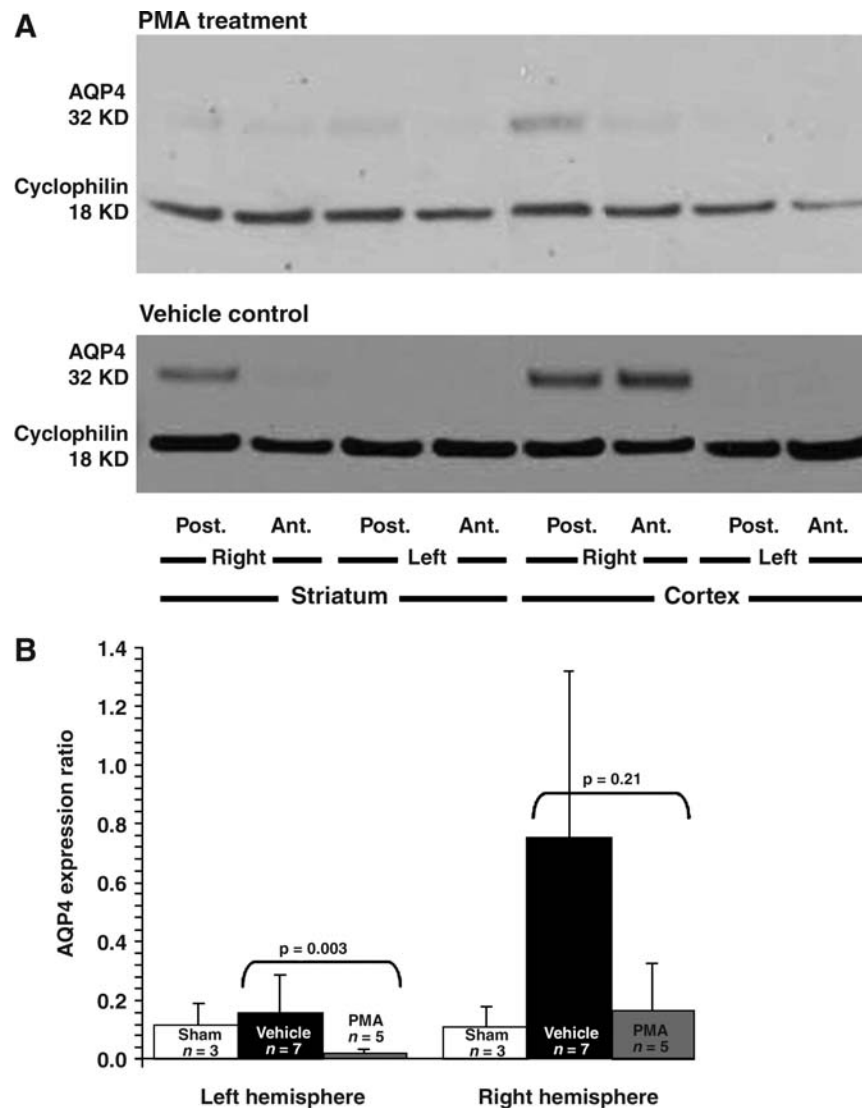 A
PMA treatment
AQP4
32 KD
Cyclophilin
18 KD
Vehicle control
AQP4
32 KD
Cyclophilin
18 KD
Post. Ant. Post. Ant. Post. Ant. Post. Ant.
Right Left Right Left
Striatum Cortex
B
AQP4 expression ratio
1.4
1.2
1.0
0.8
0.6
0.4
0.2
0.0
p = 0.003
p = 0.21
Sham
n = 3
Vehicle
n = 7
PMA
n = 5
Sham
n = 3
Vehicle
n = 7
PMA
n = 5
Left hemisphere Right hemisphere